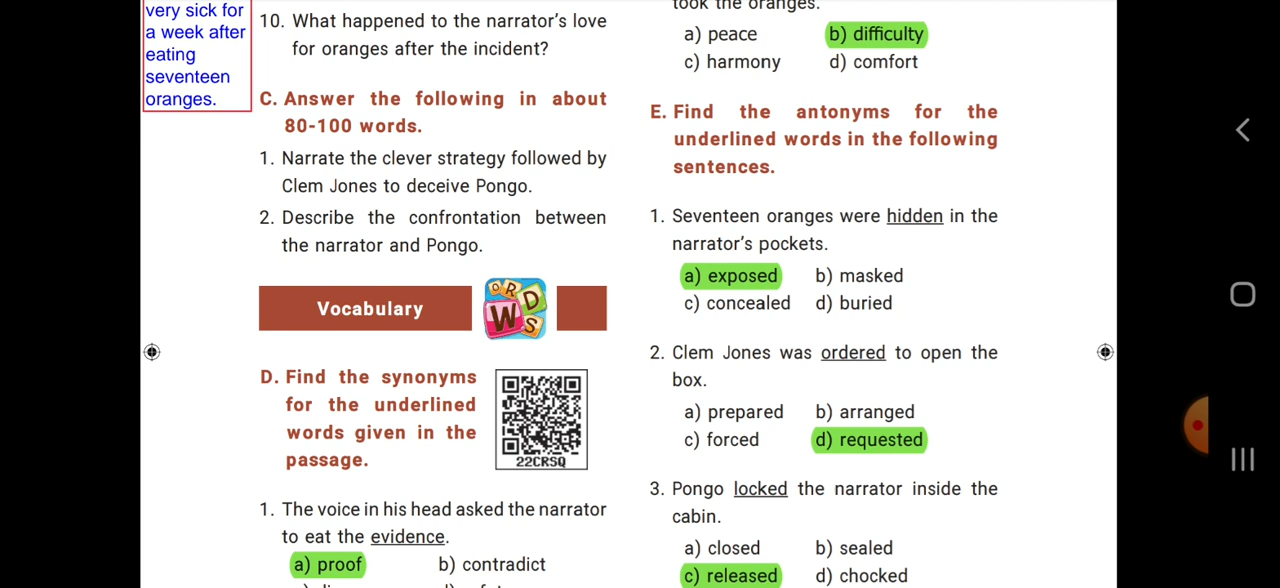 very sick for
a week after
eating
seventeen
oranges.
10. What happened to the narrator's love
for oranges after the incident?
C. Answer the following in about
80-100 words.
1. Narrate the clever strategy followed by
Clem Jones to deceive Pongo.
2. Describe the confrontation between
the narrator and Pongo.
Vocabulary
W
O
R
D
S
D. Find the synonyms
for the underlined
words given in the
passage.
22CRSQ
1. The voice in his head asked the narrator
to eat the evidence.
a) proof b) contradict
took the oranges.
a) peace b) difficulty
c) harmony d) comfort
E. Find the antonyms for the
underlined words in the following
sentences.
1. Seventeen oranges were hidden in the
narrator's pockets.
a) exposed b) masked
c) concealed d) buried
2. Clem Jones was ordered to open the
box.
a) prepared b) arranged
c) forced d) requested
3. Pongo locked the narrator inside the
cabin.
a) closed b) sealed
c) released d) chocked